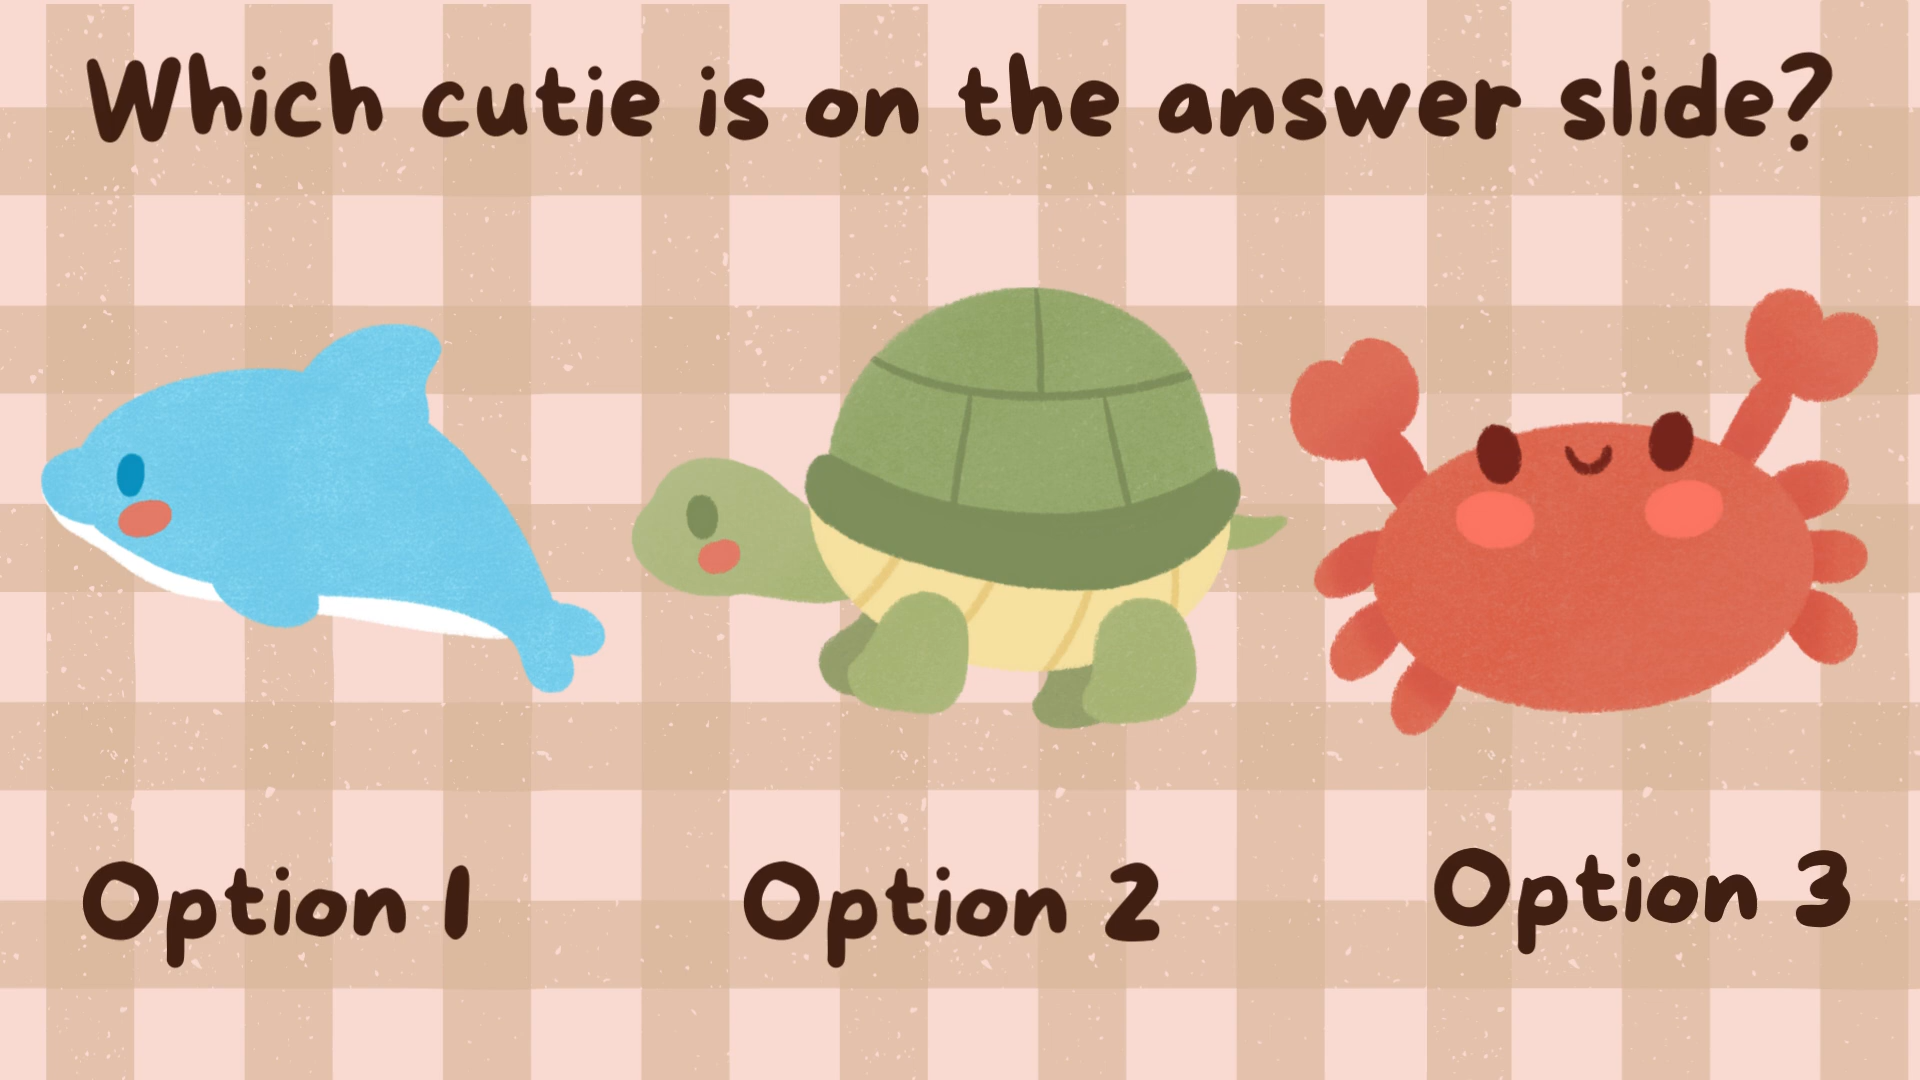 Which cutie is on the answer slide?
Option 1
Option 2
Option 3